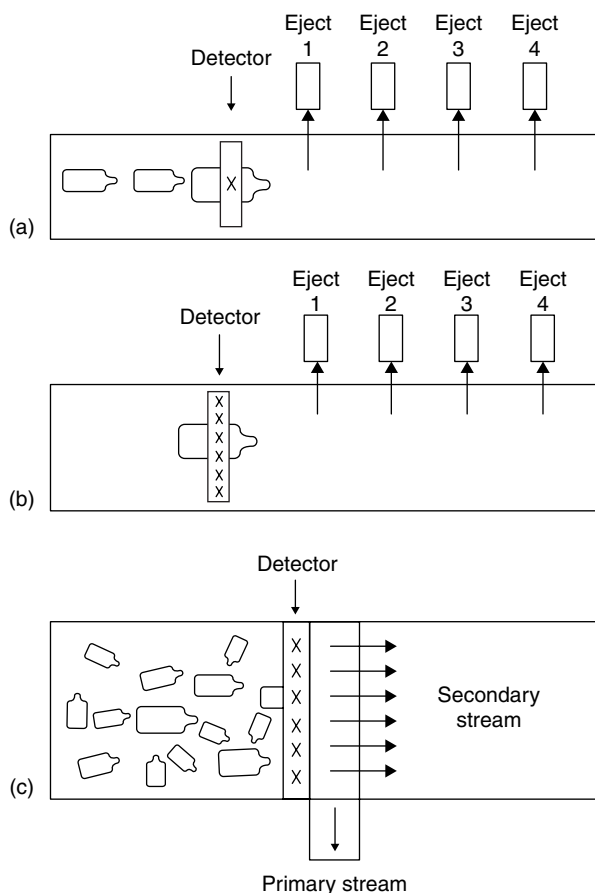 Eject Eject Eject Eject
1 2 3 4
Detector
X
(a)
Eject Eject Eject Eject
1 2 3 4
Detector
X
X
X
X
X
X
(b)
Detector
X
X
X
X
X
X
Secondary
stream
(c)
Primary stream